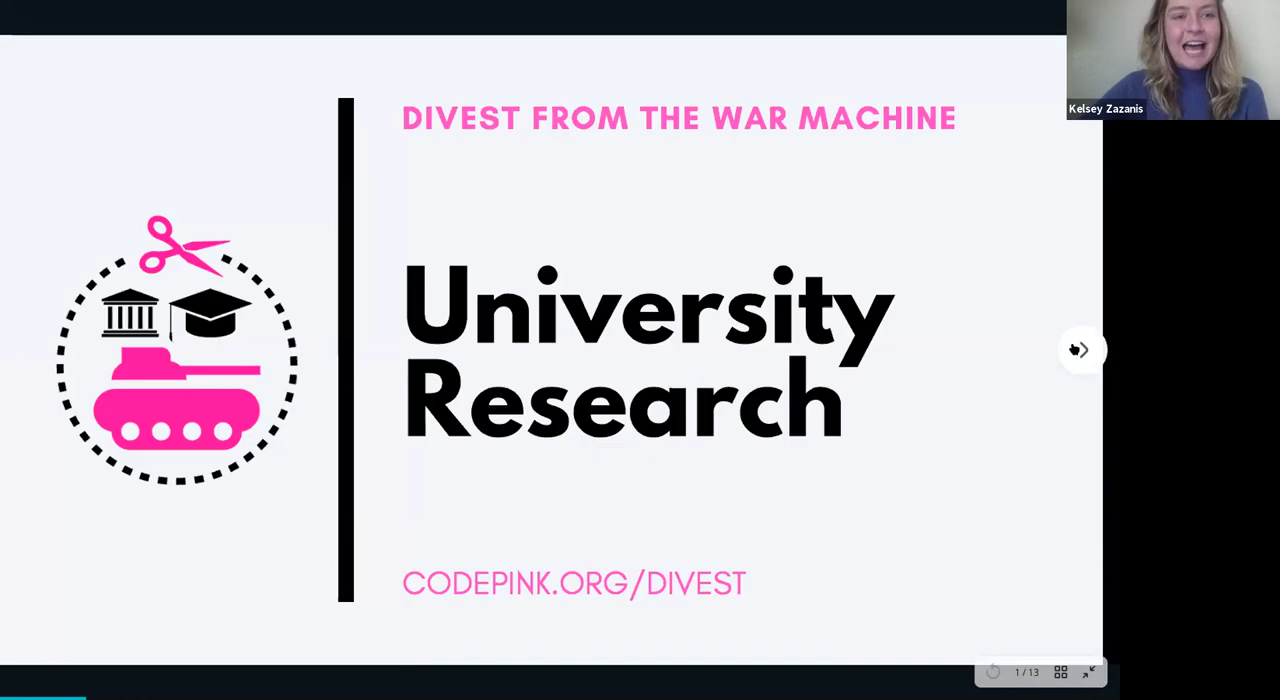 DIVEST FROM THE WAR MACHINE
Kelsey Zazanis
University
Research
CODEPINK.ORG/DIVEST
1 / 13